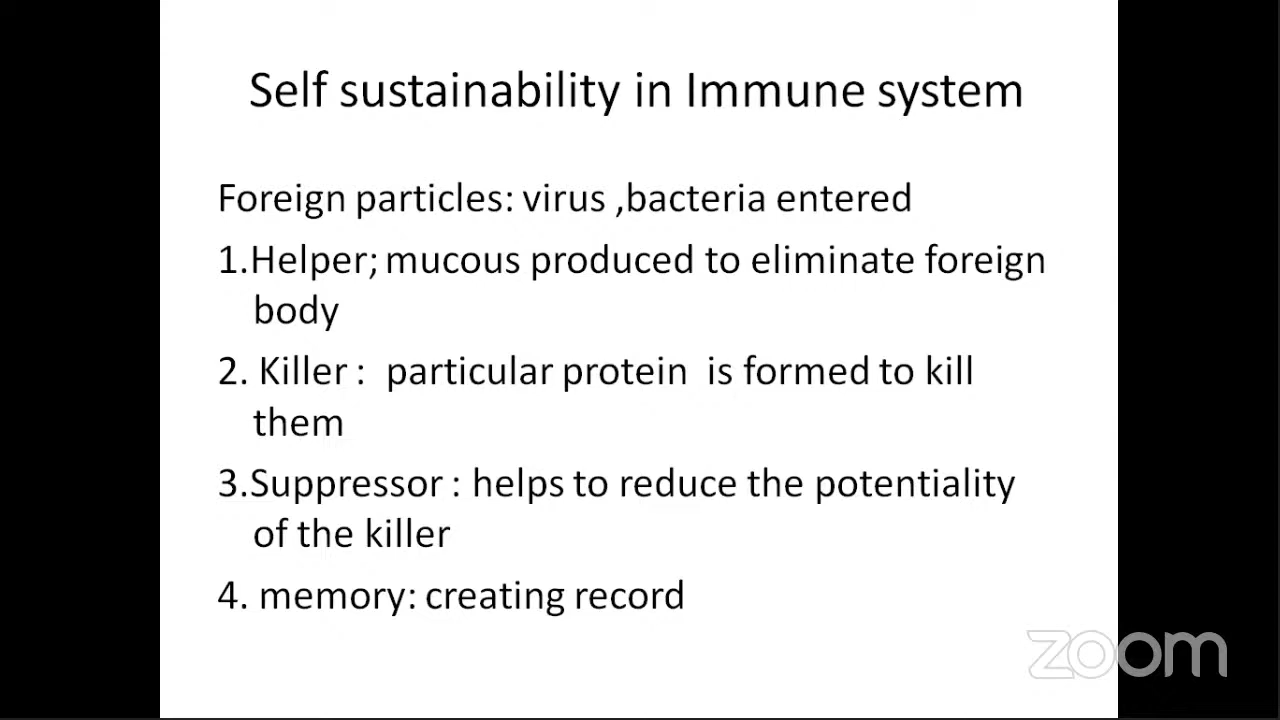 Self sustainability in Immune system
Foreign particles: virus ,bacteria entered
1.Helper; mucous produced to eliminate foreign
body
2. Killer :  particular protein  is formed to kill
them
3.Suppressor : helps to reduce the potentiality
of the killer
4. memory: creating record
zoom